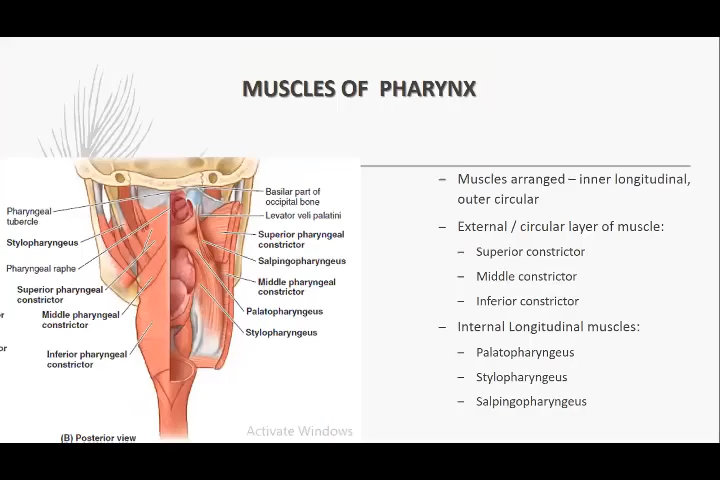 MUSCLES OF PHARYNX
Pharyngeal
tubercle
Stylopharyngeus
Pharyngeal raphe
Superior pharyngeal
constrictor
Middle pharyngeal
constrictor
Inferior pharyngeal
constrictor
Basilar part of
occipital bone
Levator veli palatini
Superior pharyngeal
constrictor
Salpingopharyngeus
Middle pharyngeal
constrictor
Palatopharyngeus
Stylopharyngeus
(B) Posterior view
– Muscles arranged – inner longitudinal,
outer circular
– External / circular layer of muscle:
– Superior constrictor
– Middle constrictor
– Inferior constrictor
– Internal Longitudinal muscles:
– Palatopharyngeus
– Stylopharyngeus
– Salpingopharyngeus
Activate Windows